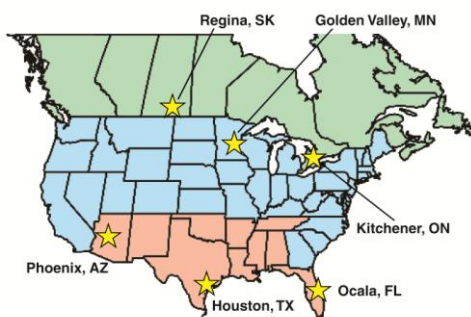 Regina, SK
Golden Valley, MN
Kitchener, ON
Phoenix, AZ
Houston, TX
Ocala, FL